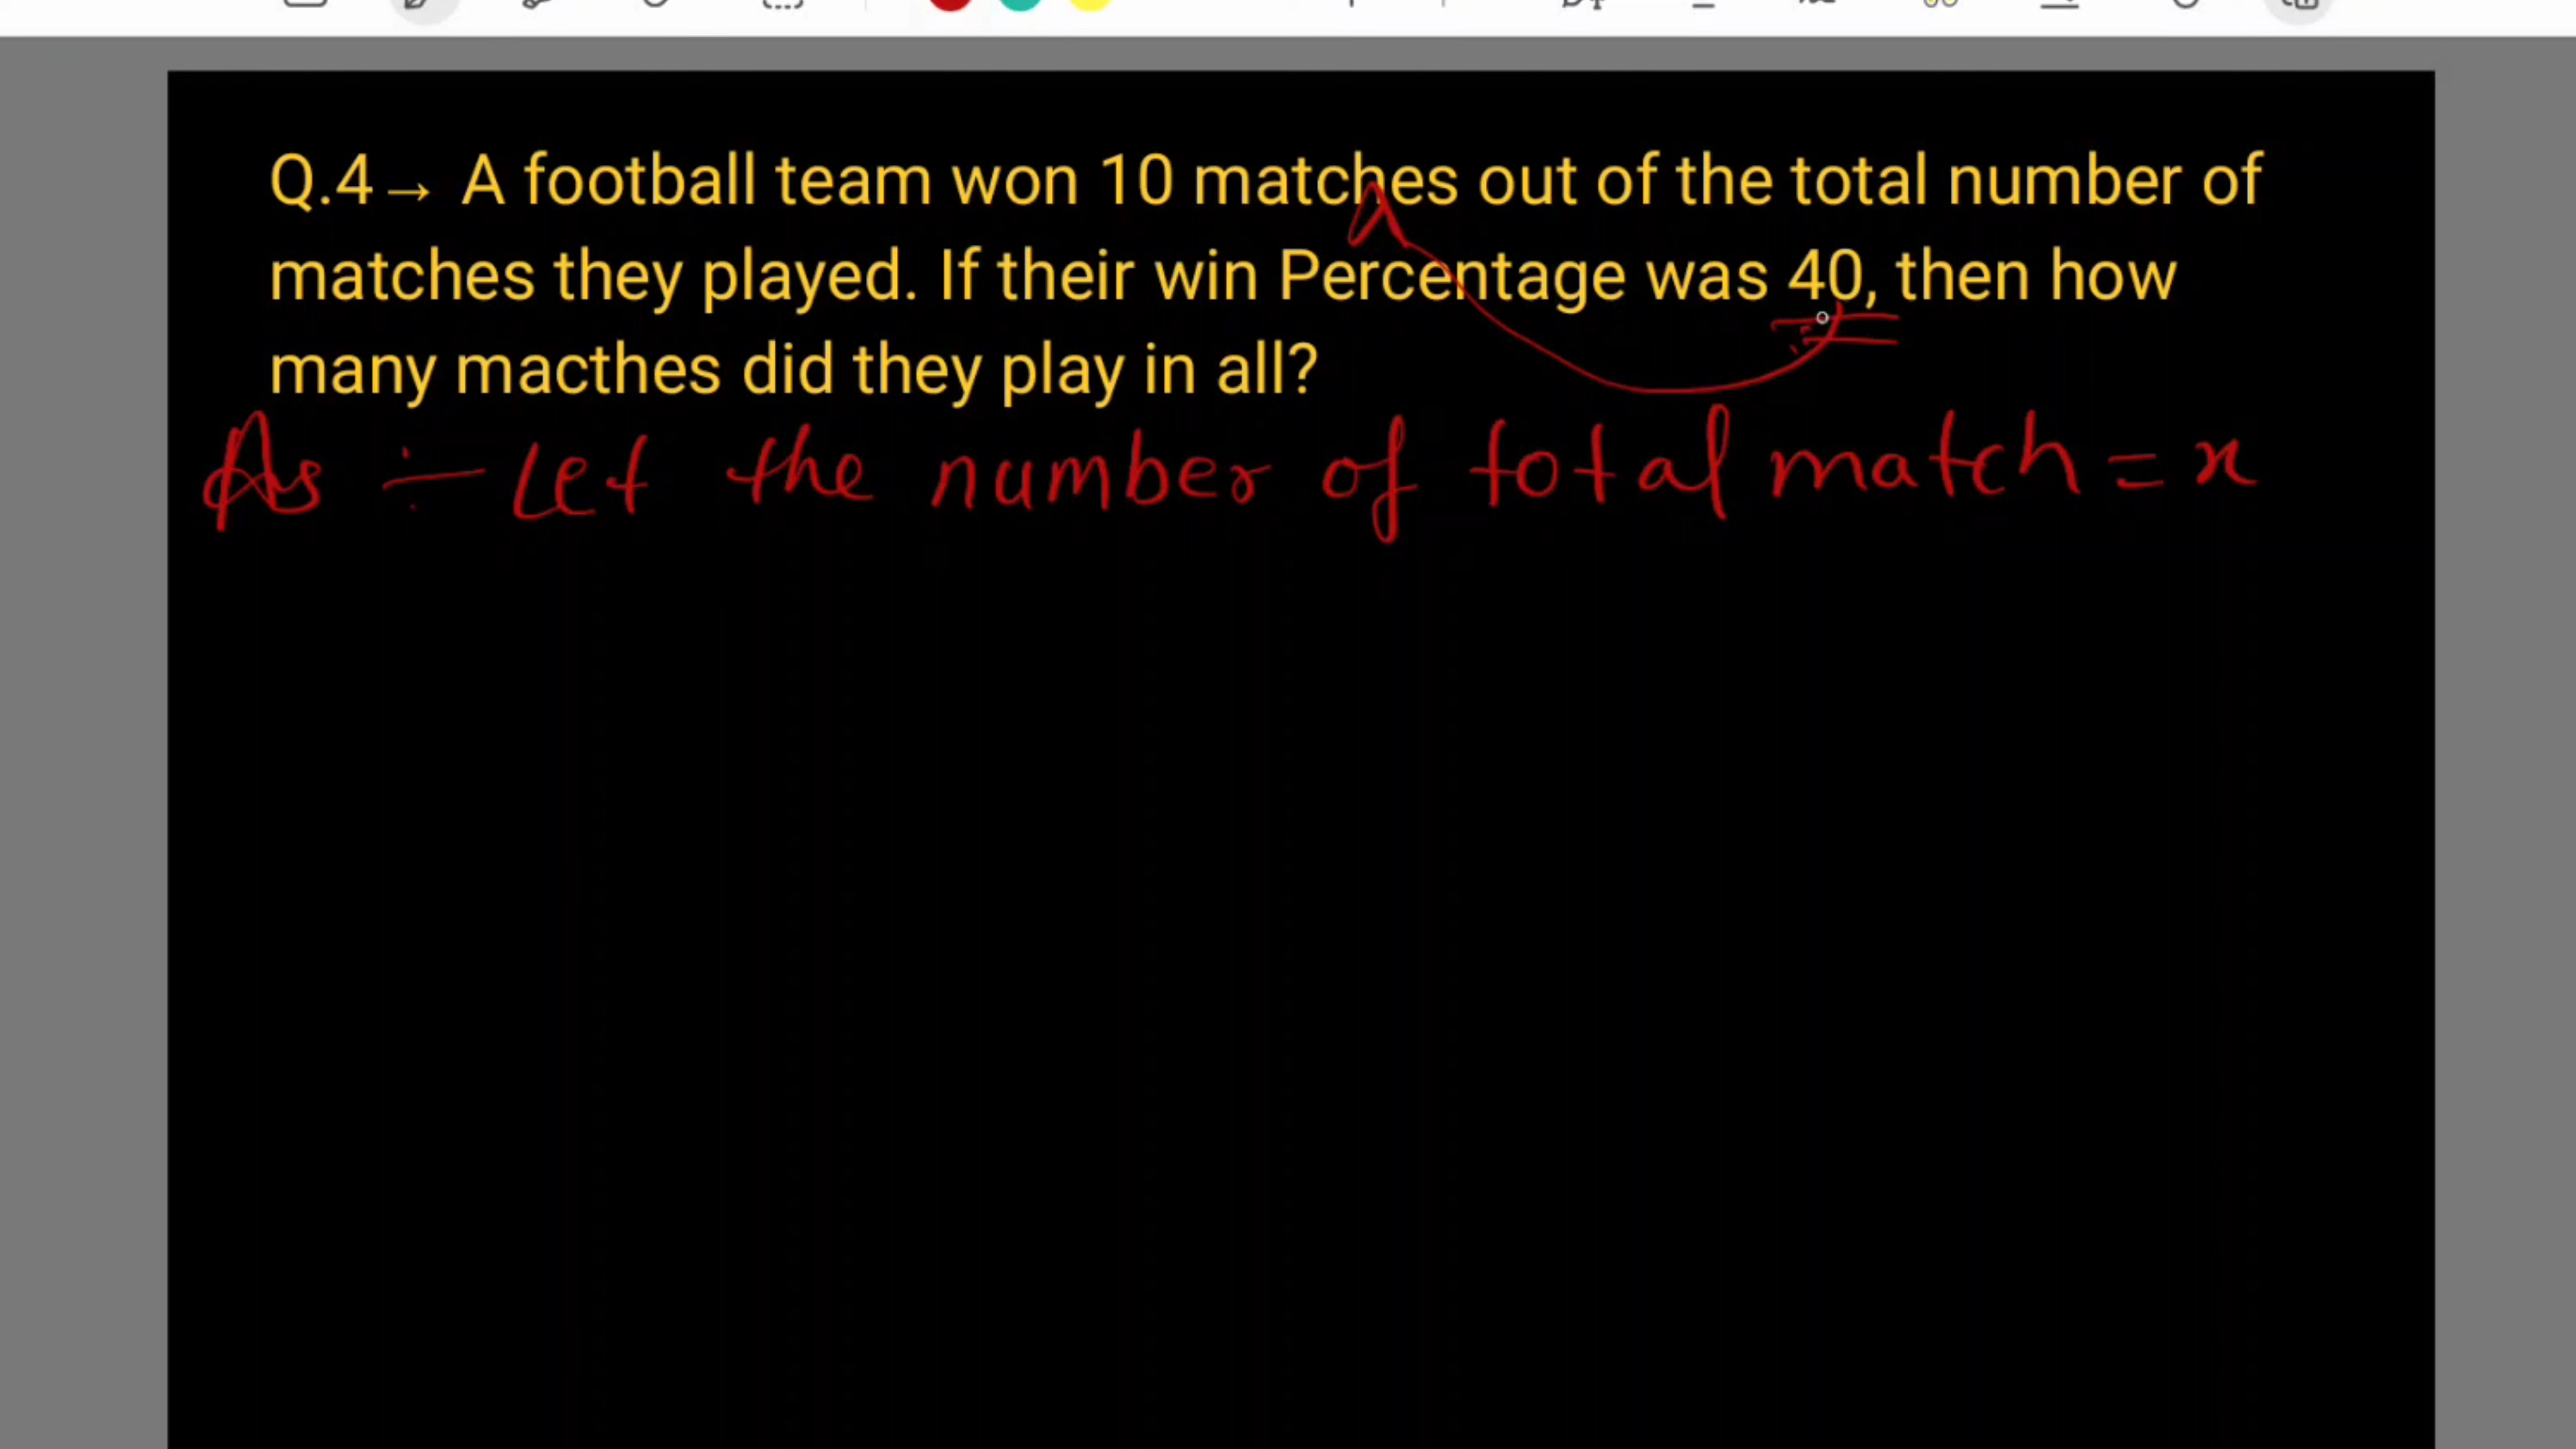 Q.4→ A football team won 10 matches out of the total number of
matches they played. If their win Percentage was 40, then how
many macthes did they play in all?
As ÷ Let the number of total match = x